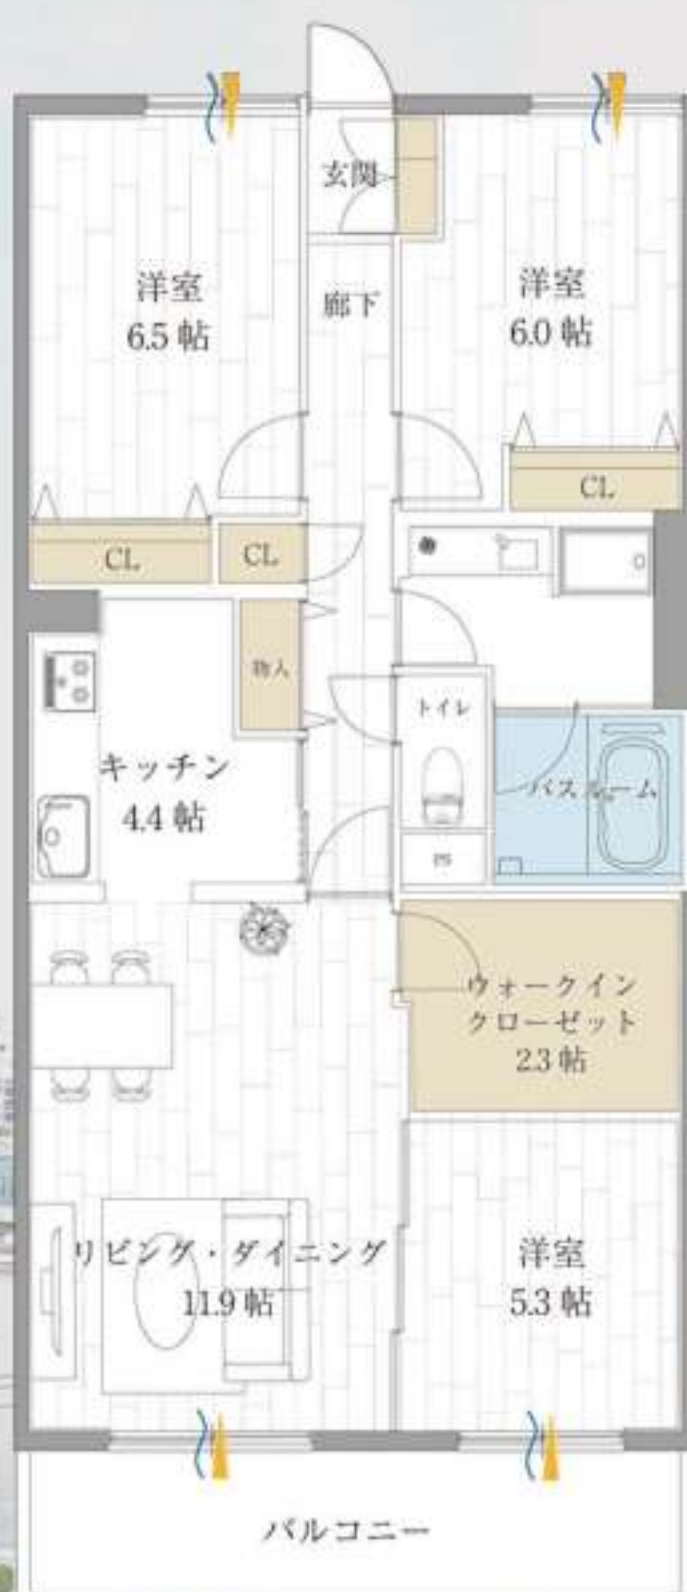 玄関
洋室
6.5 帖
廊下
洋室
6.0 帖
CL
CL
CL
物入
トイレ
キッチン
4.4 帖
バスルーム
PS
ウォークイン
クローゼット
2.3 帖
リビング・ダイニング
11.9 帖
洋室
5.3 帖
バルコニー